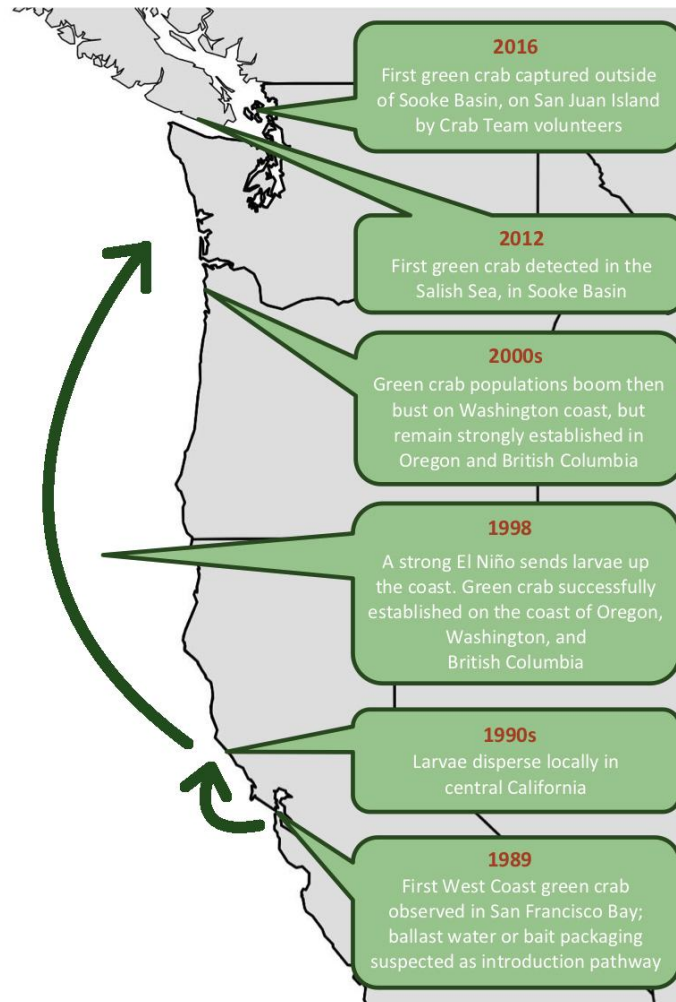 2016
First green crab captured outside
of Sooke Basin, on San Juan Island
by Crab Team volunteers
2012
First green crab detected in the
Salish Sea, in Sooke Basin
2000s
Green crab populations boom then
bust on Washington coast, but
remain strongly established in
Oregon and British Columbia
1998
A strong El Niño sends larvae up
the coast. Green crab successfully
established on the coast of Oregon,
Washington, and
British Columbia
1990s
Larvae disperse locally in
central California
1989
First West Coast green crab
observed in San Francisco Bay;
ballast water or bait packaging
suspected as introduction pathway